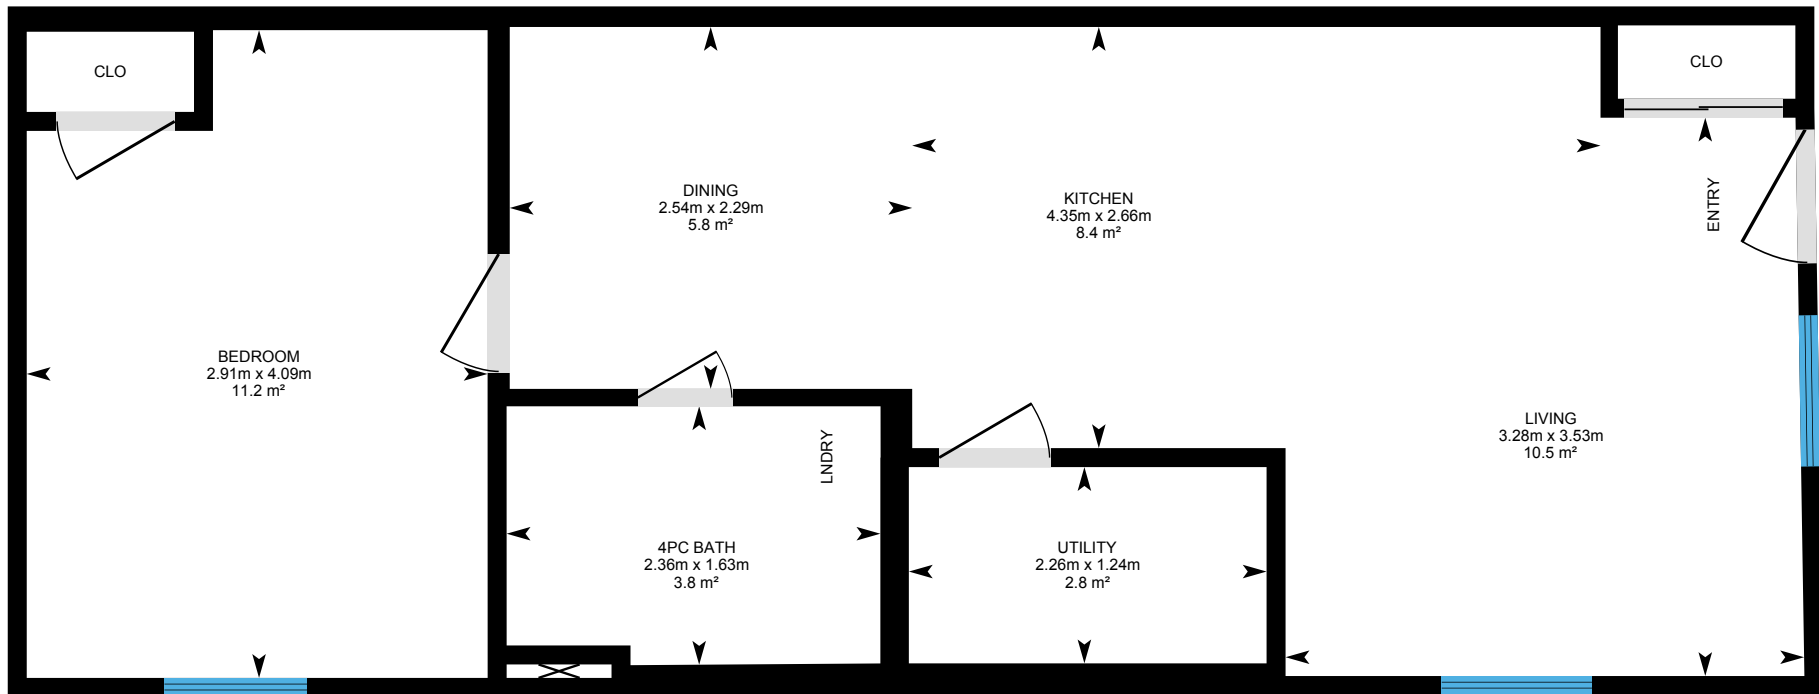 CLO
CLO
DINING
2.54m x 2.29m
5.8 m²
KITCHEN
4.35m x 2.66m
8.4 m²
ENTRY
BEDROOM
2.91m x 4.09m
11.2 m²
LIVING
3.28m x 3.53m
10.5 m²
LNDRY
4PC BATH
2.36m x 1.63m
3.8 m²
UTILITY
2.26m x 1.24m
2.8 m²